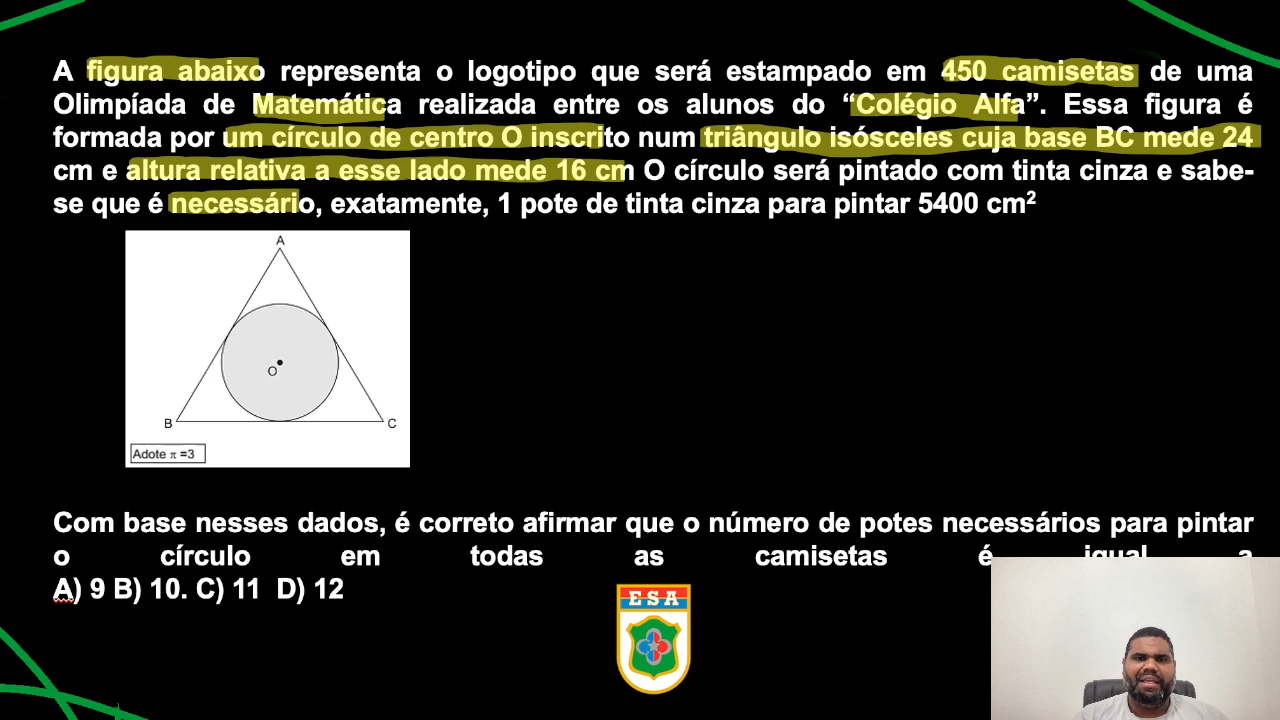 A figura abaixo representa o logotipo que será estampado em 450 camisetas de uma
Olimpíada de Matemática realizada entre os alunos do “Colégio Alfa”. Essa figura é
formada por um círculo de centro O inscrito num triângulo isósceles cuja base BC mede 24
cm e altura relativa a esse lado mede 16 cm O círculo será pintado com tinta cinza e sabe-
se que é necessário, exatamente, 1 pote de tinta cinza para pintar 5400 cm²
A
O
B
C
Adote π =3
Com base nesses dados, é correto afirmar que o número de potes necessários para pintar
o círculo em todas as camisetas é igual a
A) 9 B) 10. C) 11 D) 12
ESA